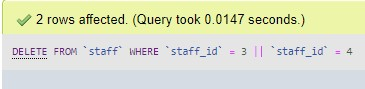 2 rows affected. (Query took 0.0147 seconds.)
DELETE FROM `staff` WHERE `staff_id` = 3 || `staff_id` = 4